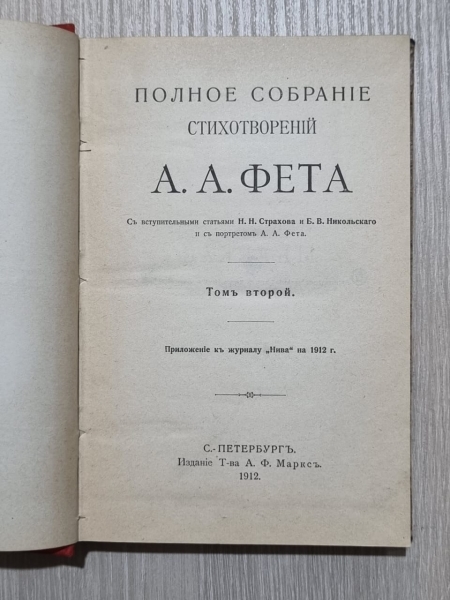 ПОЛНОЕ СОБРАНІЕ
СТИХОТВОРЕНІЙ
А. А. ФЕТА
Съ вступительными статьями Н. Н. Страхова и Б. В. Никольскаго
и съ портретомъ А. А. Фета.
Томъ второй.
Приложеніе къ журналу „Нива“ на 1912 г.
С.-ПЕТЕРБУРГЪ.
Изданіе Т-ва А. Ф. Марксъ.
1912.